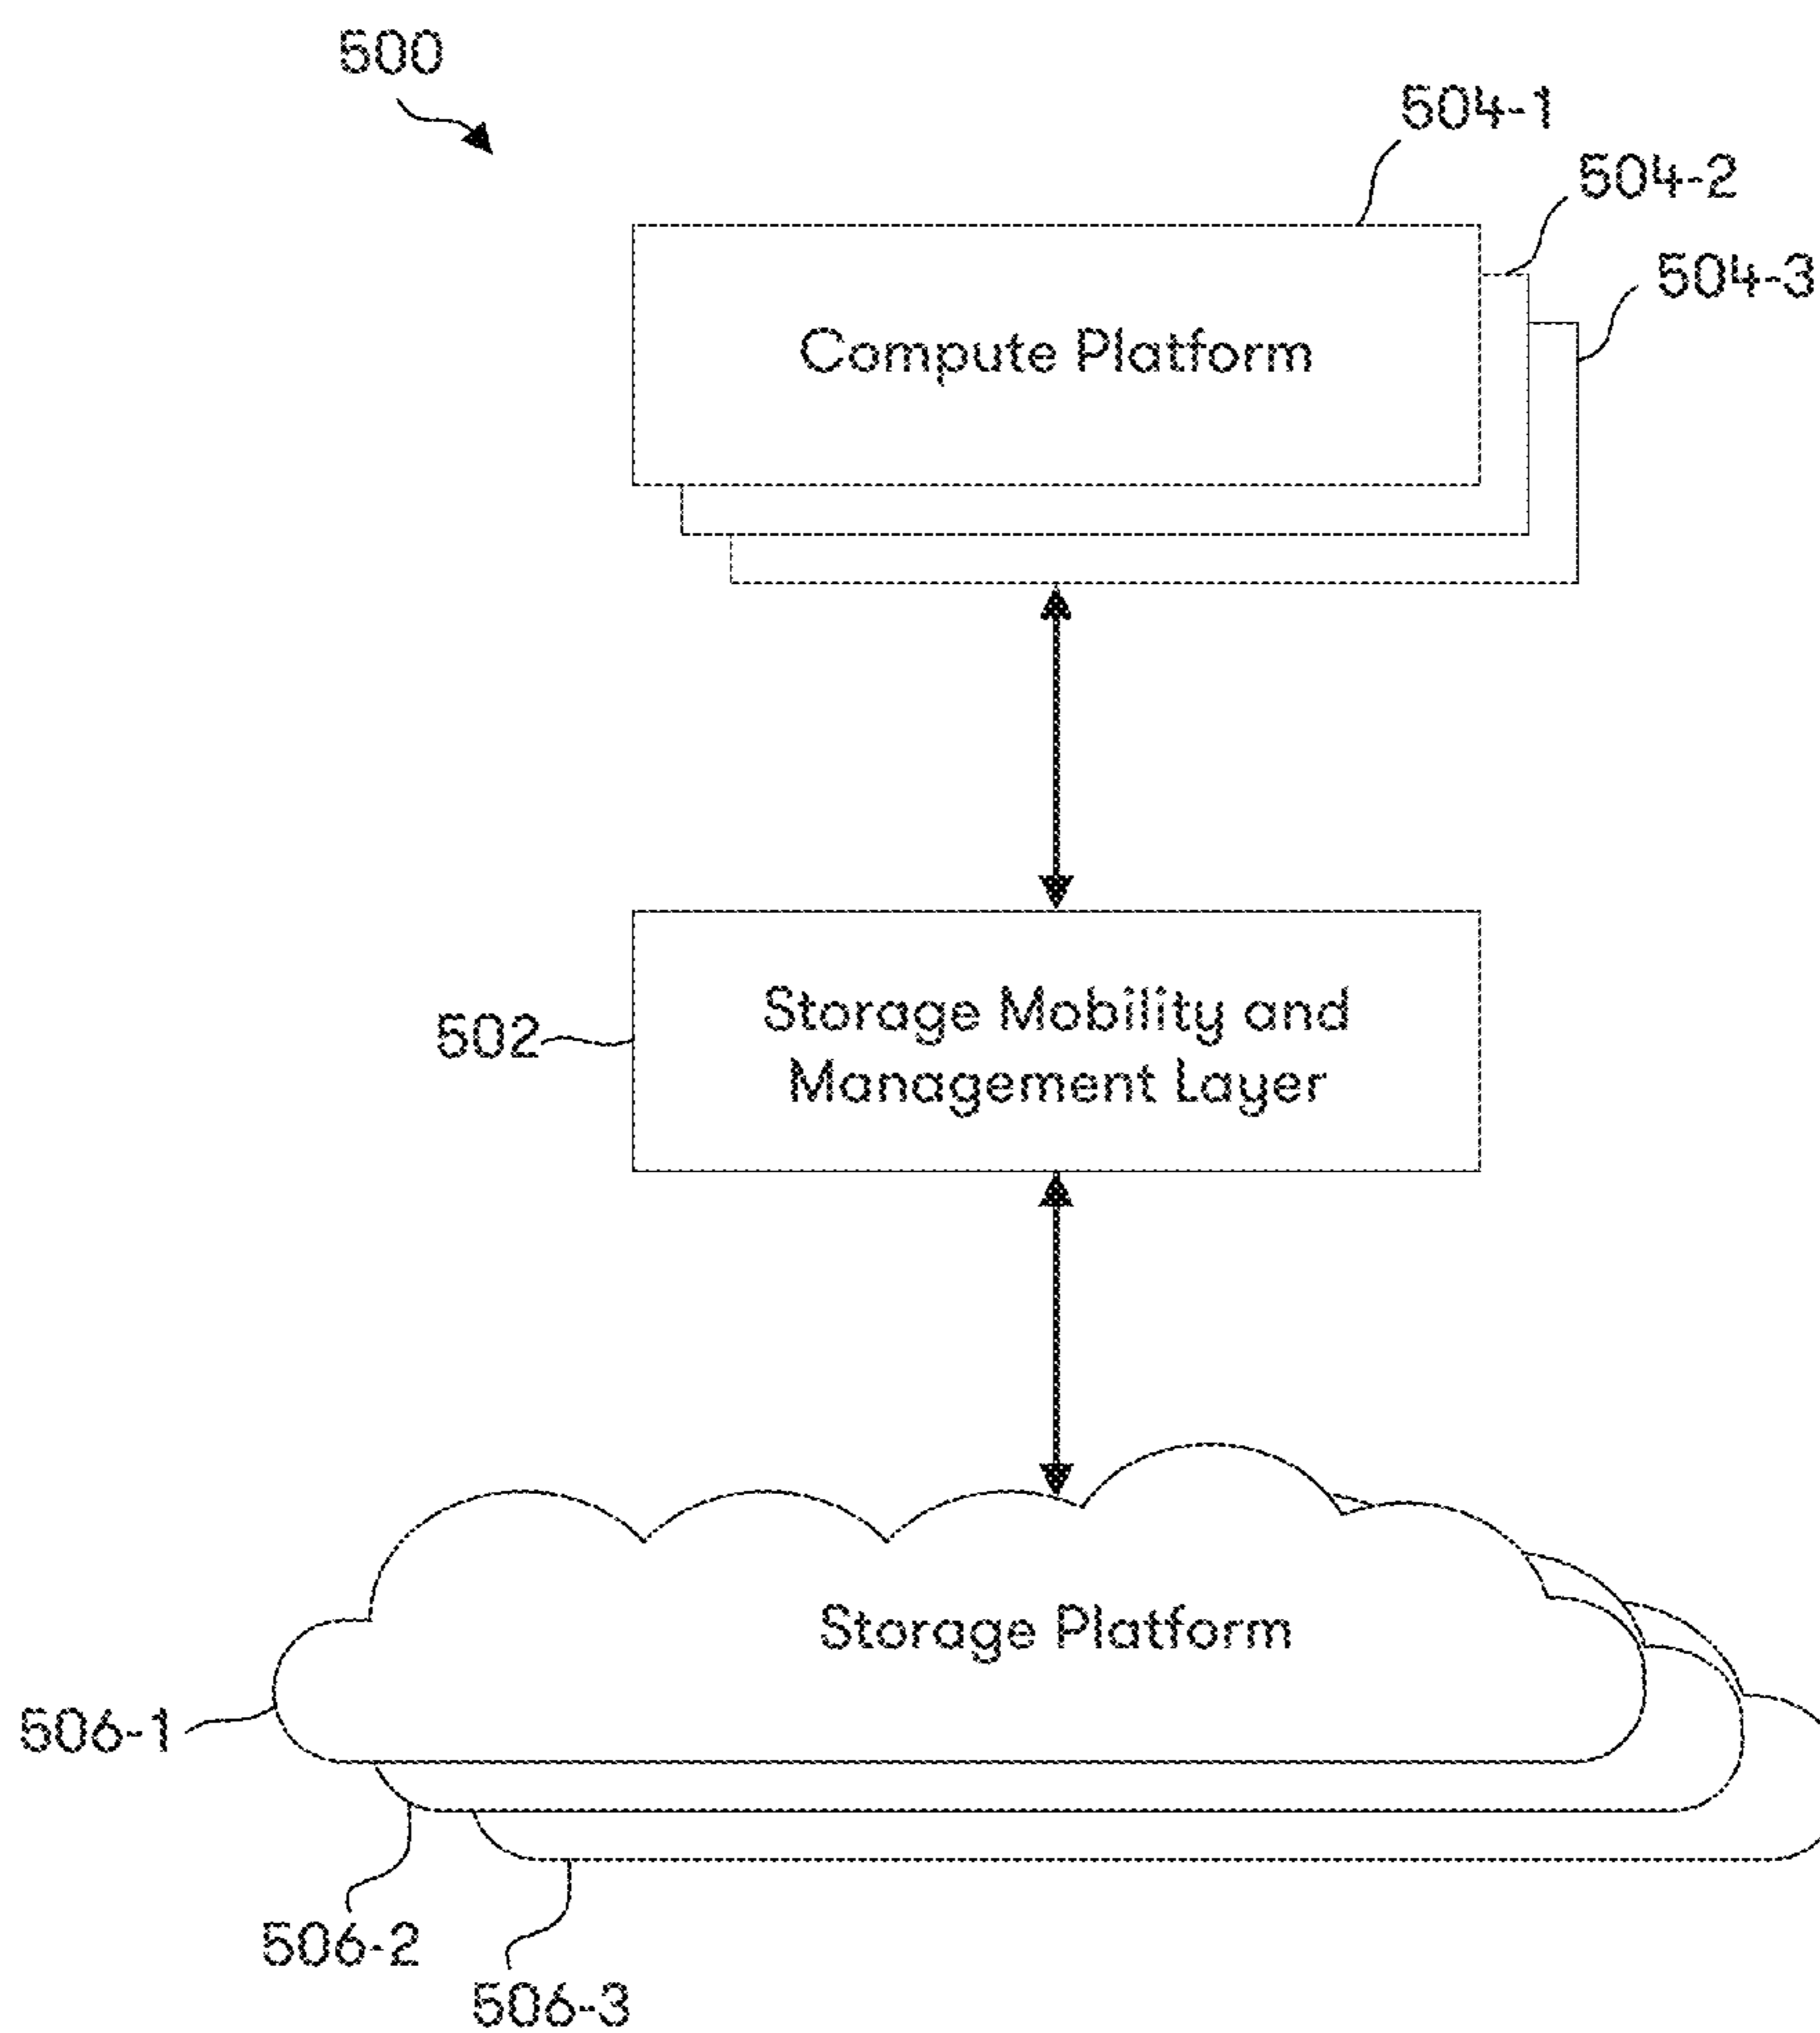 500
504-1
504-2
504-3
Compute Platform
502
Storage Mobility and
Management Layer
Storage Platform
506-1
506-2
506-3